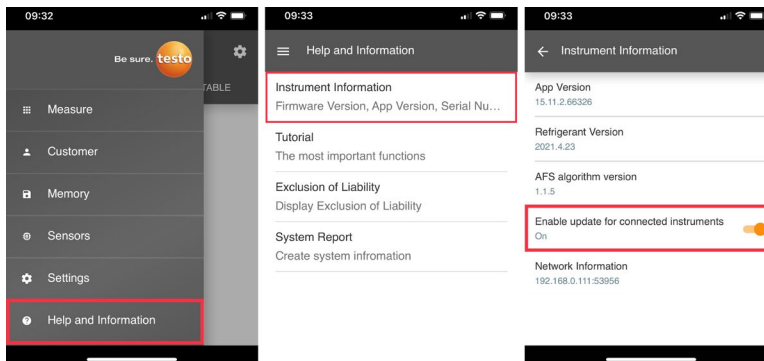 09:32
Be sure. testo
TABLE
Measure
Customer
Memory
Sensors
Settings
Help and Information
09:33
Help and Information
Instrument Information
Firmware Version, App Version, Serial Nu...
Tutorial
The most important functions
Exclusion of Liability
Display Exclusion of Liability
System Report
Create system infromation
09:33
Instrument Information
App Version
15.11.2.66326
Refrigerant Version
2021.4.23
AFS algorithm version
1.1.5
Enable update for connected instruments
On
Network Information
192.168.0.111:53956